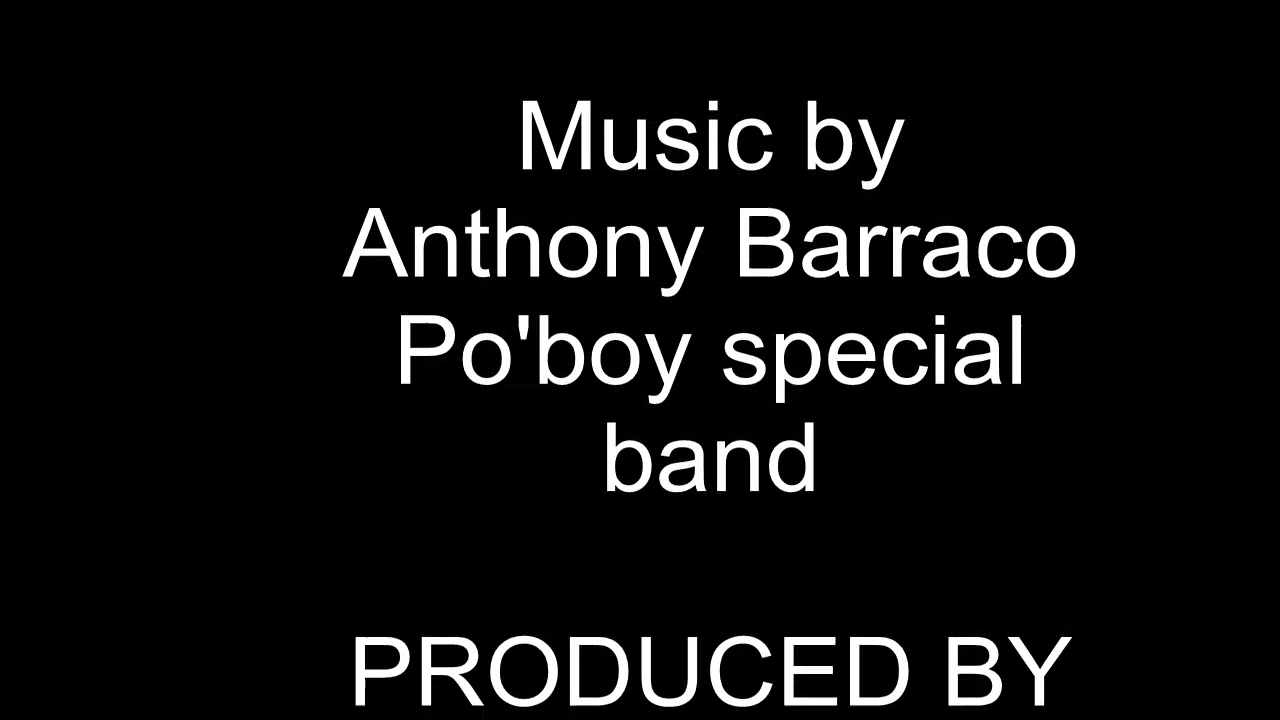 Music by
Anthony Barraco
Po'boy special
band
PRODUCED BY